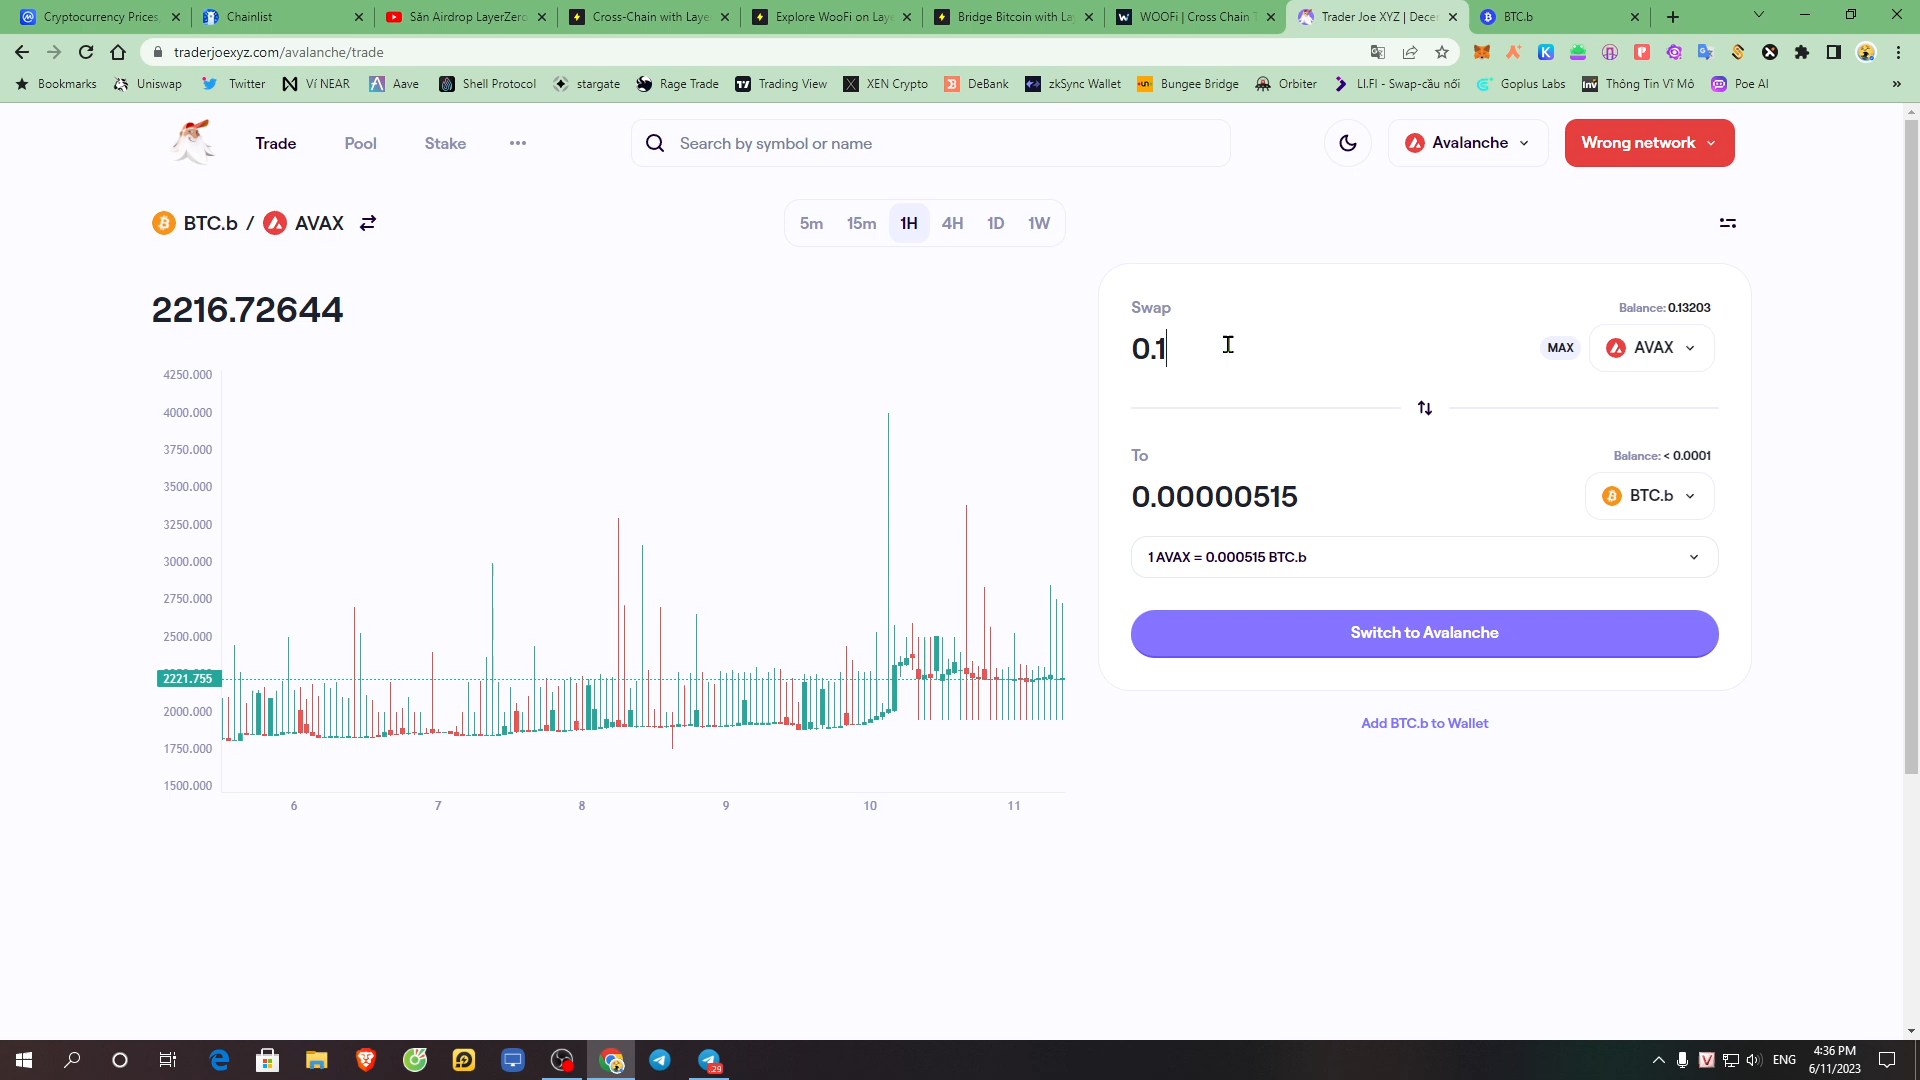 Cryptocurrency Prices
Chainlist
Săn Airdrop LayerZero
Cross-Chain with Laye
Explore WooFi on Lay
Bridge Bitcoin with La
WOOFi | Cross Chain
Trader Joe XYZ | Decen
BTC.b
traderjoexyz.com/avalanche/trade
Bookmarks
Uniswap
Twitter
Ví NEAR
Aave
Shell Protocol
stargate
Rage Trade
Trading View
XEN Crypto
DeBank
zkSync Wallet
Bungee Bridge
Orbiter
LI.FI - Swap-cầu nối
Goplus Labs
Thông Tin Vĩ Mô
Poe AI
»
Trade
Pool
Stake
Search by symbol or name
Avalanche
Wrong network
BTC.b / AVAX
5m
15m
1H
4H
1D
1W
2216.72644
4250.000
4000.000
3750.000
3500.000
3250.000
3000.000
2750.000
2500.000
2221.755
2000.000
1750.000
1500.000
6
7
8
9
10
11
Swap
Balance: 0.13203
0.1
MAX
AVAX
To
Balance: < 0.0001
0.00000515
BTC.b
1 AVAX = 0.000515 BTC.b
Switch to Avalanche
Add BTC.b to Wallet
29
ENG
4:36 PM
6/11/2023